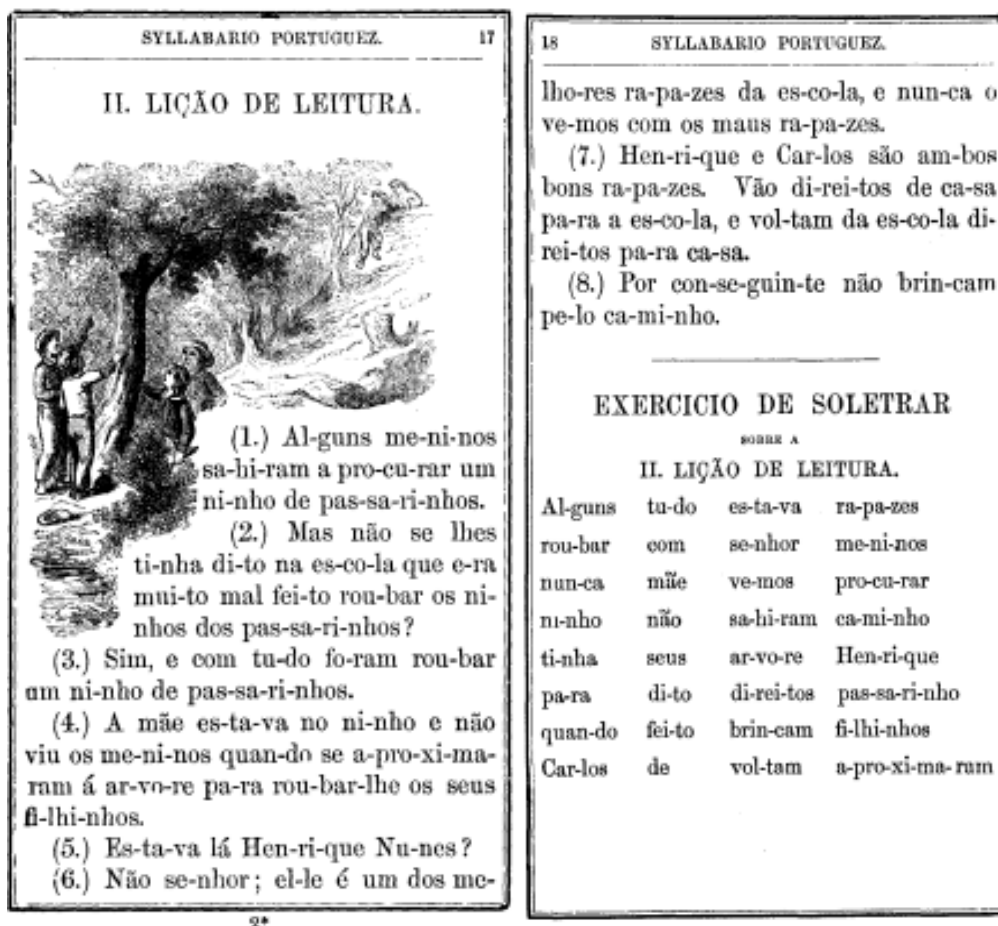 SYLLABARIO PORTUGUEZ. 17
II. LIÇÃO DE LEITURA.
(1.) Al-guns me-ni-nos
sa-hi-ram a pro-cu-rar um
ni-nho de pas-sa-ri-nhos.
(2.) Mas não se lhes
ti-nha di-to na es-co-la que e-ra
mui-to mal fei-to rou-bar os ni-
nhos dos pas-sa-ri-nhos?
(3.) Sim, e com tu-do fo-ram rou-bar
um ni-nho de pas-sa-ri-nhos.
(4.) A mãe es-ta-va no ni-nho e não
viu os me-ni-nos quan-do se a-pro-xi-ma-
ram á ar-vo-re pa-ra rou-bar-lhe os seus
fi-lhi-nhos.
(5.) Es-ta-va lá Hen-ri-que Nu-nes?
(6.) Não se-nhor; el-le é um dos me-
2*
18 SYLLABARIO PORTUGUEZ.
lho-res ra-pa-zes da es-co-la, e nun-ca o
ve-mos com os maus ra-pa-zes.
(7.) Hen-ri-que e Car-los são am-bos
bons ra-pa-zes. Vão di-rei-tos de ca-sa
pa-ra a es-co-la, e vol-tam da es-co-la di-
rei-tos pa-ra ca-sa.
(8.) Por con-se-guin-te não brin-cam
pe-lo ca-mi-nho.
EXERCICIO DE SOLETRAR
SOBRE A
II. LIÇÃO DE LEITURA.
Al-guns tu-do es-ta-va ra-pa-zes
rou-bar com se-nhor me-ni-nos
nun-ca mãe ve-mos pro-cu-rar
ni-nho não sa-hi-ram ca-mi-nho
ti-nha seus ar-vo-re Hen-ri-que
pa-ra di-to di-rei-tos pas-sa-ri-nho
quan-do fei-to brin-cam fi-lhi-nhos
Car-los de vol-tam a-pro-xi-ma-ram